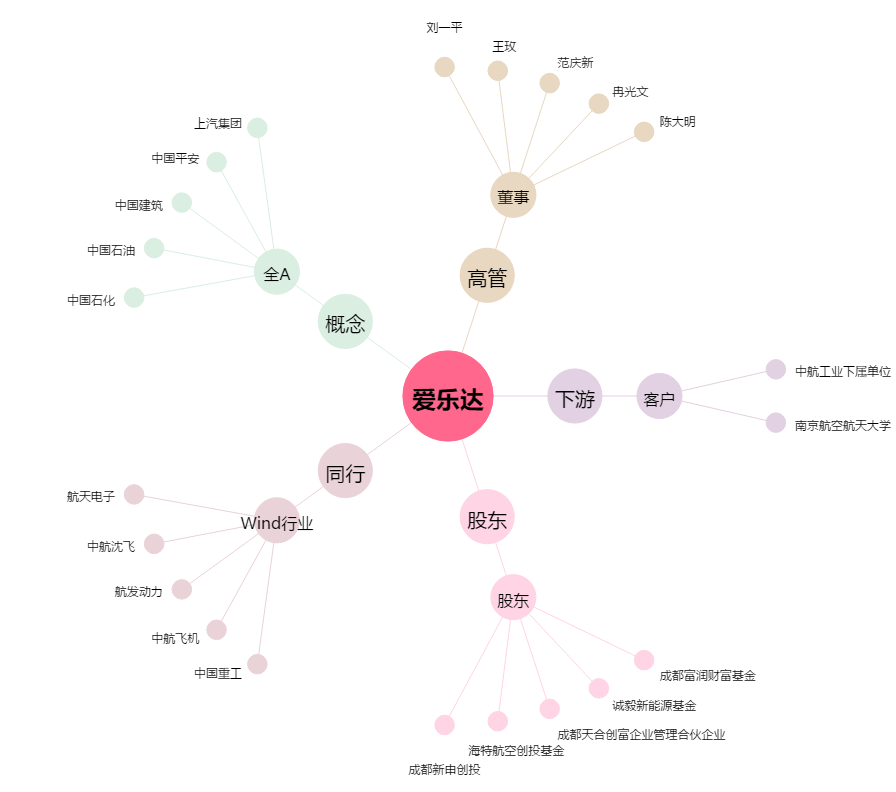 刘一平
王玫
范庆新
冉光文
陈大明
董事
高管
上汽集团
中国平安
中国建筑
中国石油
中国石化
全A
概念
爱乐达
下游
客户
中航工业下属单位
南京航空航天大学
同行
Wind行业
航天电子
中航沈飞
航发动力
中航飞机
中国重工
股东
股东
成都富润财富基金
诚毅新能源基金
成都天合创富企业管理合伙企业
海特航空创投基金
成都新申创投